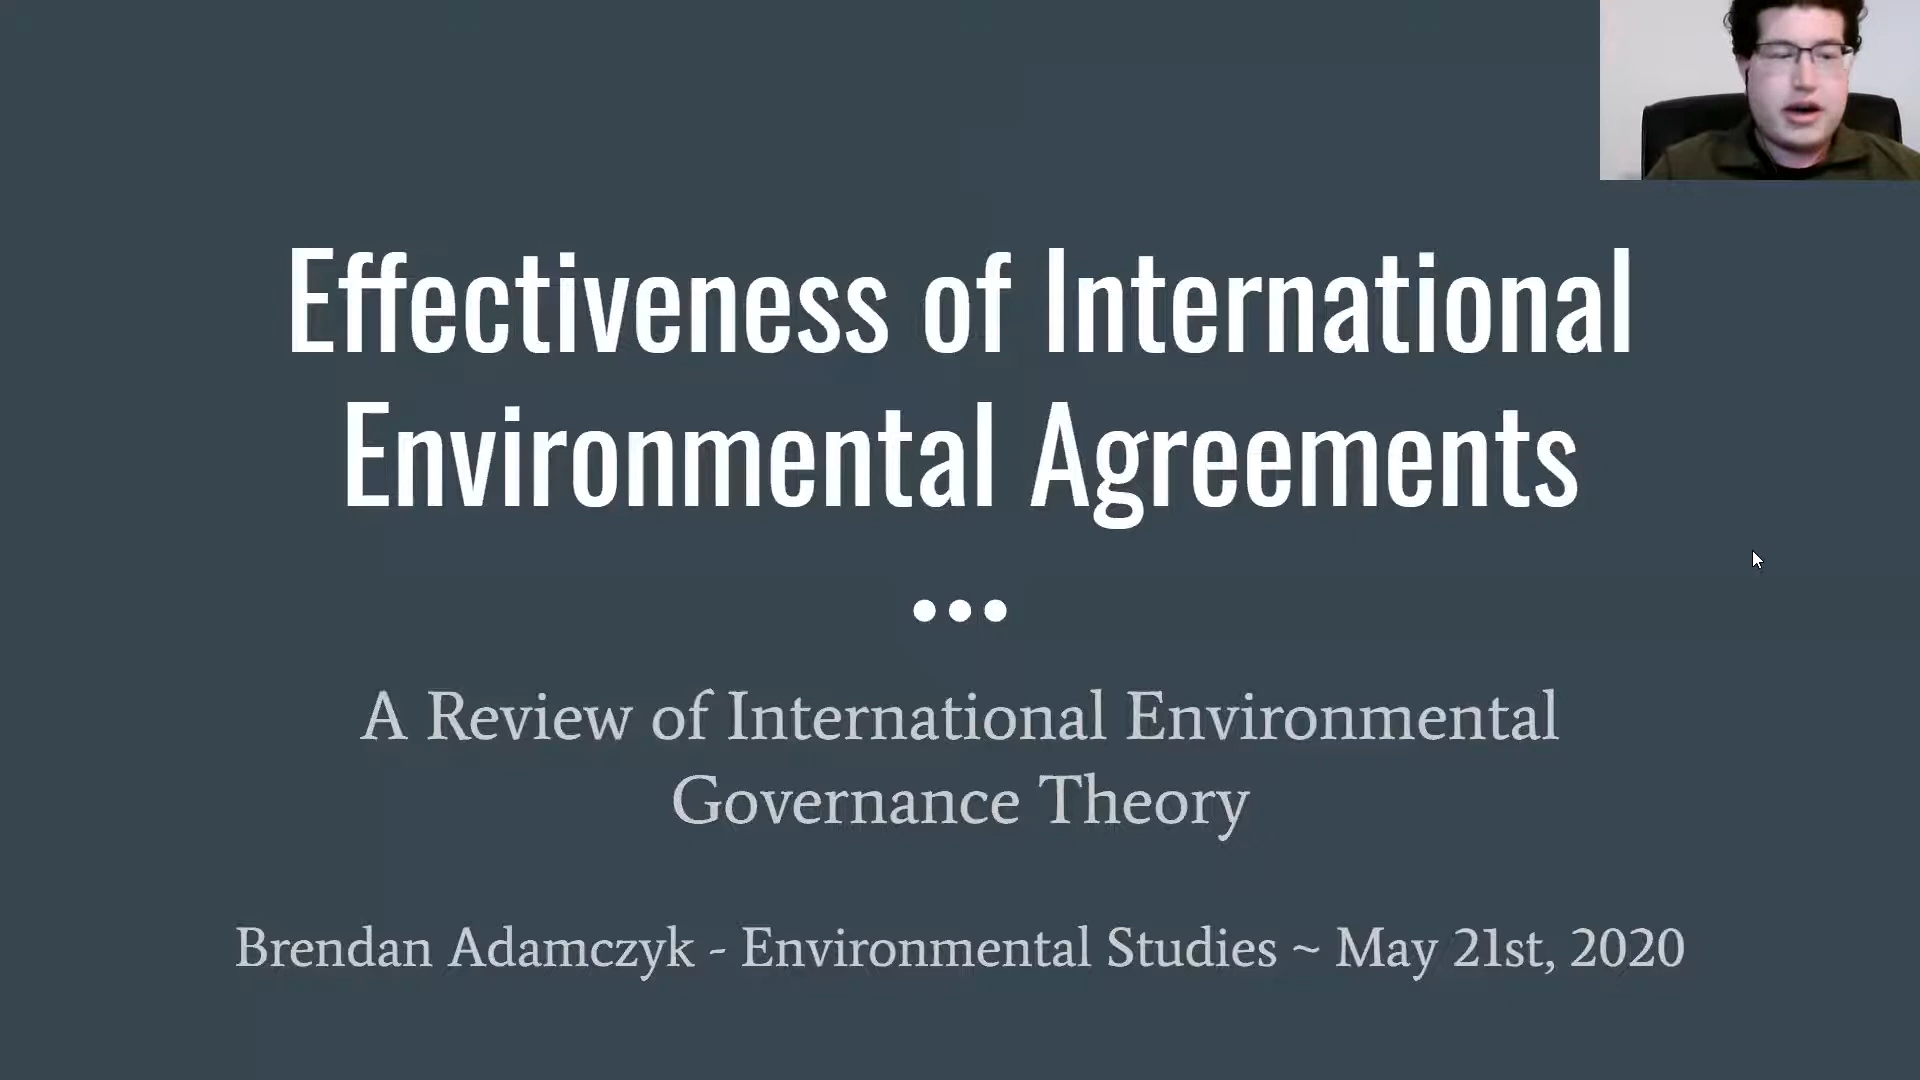 Effectiveness of International
Environmental Agreements
A Review of International Environmental
Governance Theory
Brendan Adamczyk - Environmental Studies ~ May 21st, 2020